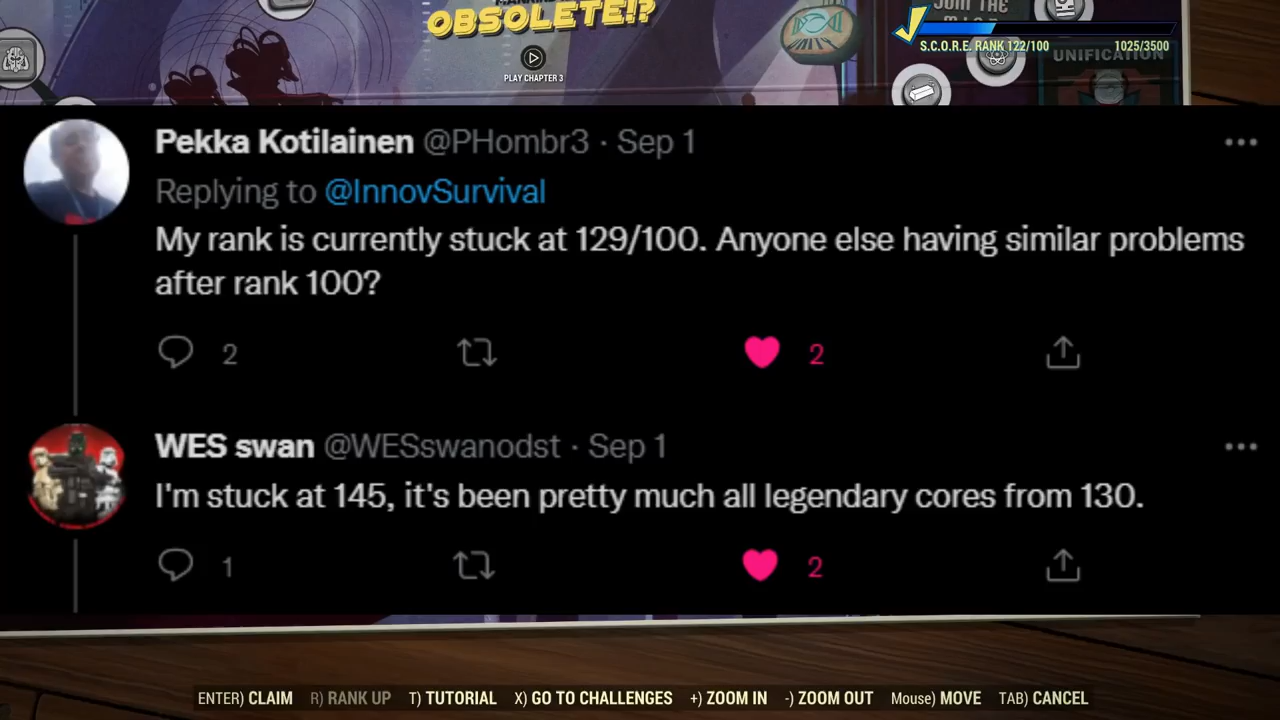 OBSOLETE!?
PLAY CHAPTER 3
JOIN THE
UNITY
S.C.O.R.E. RANK 122/100 1025/3500
UNIFICATION
Pekka Kotilainen @PHombr3 · Sep 1
Replying to @InnovSurvival
My rank is currently stuck at 129/100. Anyone else having similar problems
after rank 100?
2 2
WES swan @WESswanodst · Sep 1
I'm stuck at 145, it's been pretty much all legendary cores from 130.
1 2
ENTER) CLAIM R) RANK UP T) TUTORIAL X) GO TO CHALLENGES +) ZOOM IN -) ZOOM OUT Mouse) MOVE TAB) CANCEL